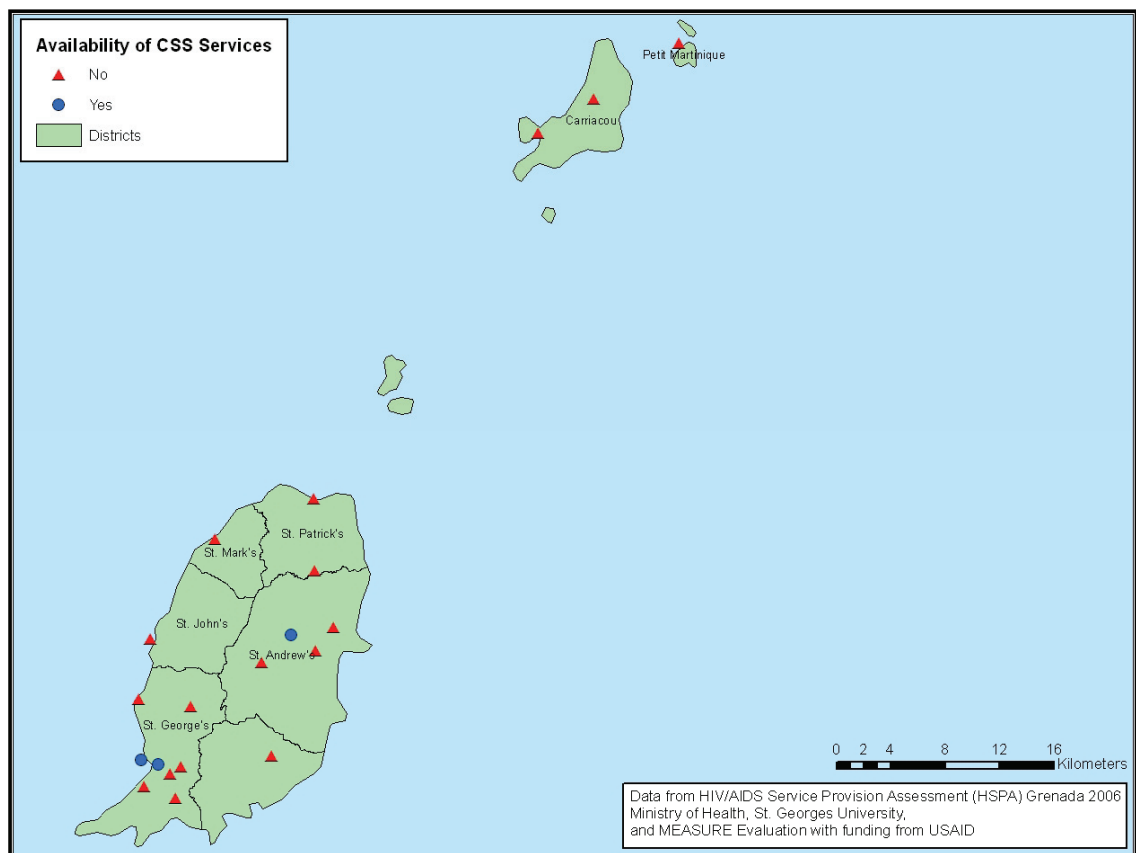 Availability of CSS Services
No
Yes
Districts
Petit Martinique
Carriacou
St. Patrick's
St. Mark's
St. John's
St. Andrew's
St. George's
0 2 4 8 12 16
Kilometers
Data from HIV/AIDS Service Provision Assessment (HSPA) Grenada 2006
Ministry of Health, St. Georges University,
and MEASURE Evaluation with funding from USAID